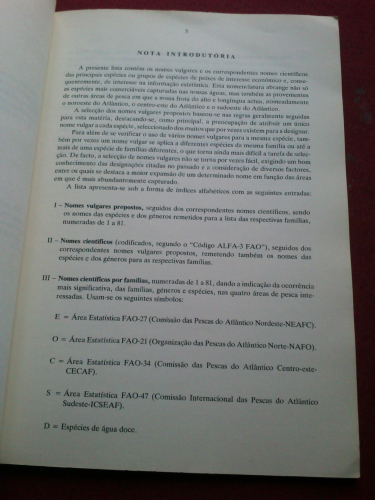 5
NOTA INTRODUTÓRIA
A presente lista contém os nomes vulgares e os correspondentes nomes científicos
das principais espécies ou grupos de espécies de peixes de interesse económico e, conse-
quentemente, de interesse na informação estatística. Esta nomenclatura abrange não só
as espécies mais comerciáveis capturadas nas nossas águas, mas também as provenientes
de outras áreas de pesca em que a nossa frota do alto e longínqua actua, nomeadamente
o noroeste do Atlântico, o centro-este do Atlântico e o sudoeste do Atlântico.
A selecção dos nomes vulgares propostos baseou-se nas regras geralmente seguidas
para esta matéria, destacando-se, como principal, a preocupação de atribuir um único
nome vulgar a cada espécie, seleccionado dos muitos que por vezes existem para a designar.
Para além de se verificar o uso de vários nomes vulgares para a mesma espécie, tam-
bém por vezes um nome vulgar se aplica a diferentes espécies da mesma família ou até a
mais de uma espécie de famílias diferentes, o que torna ainda mais difícil a tarefa de selec-
ção. De facto, a selecção de nomes vulgares não se torna por vezes fácil, exigindo um bom
conhecimento das designações citadas no passado e a consideração de diversos factores,
entre os quais se destaca a maior expansão de um determinado nome em função das áreas
em que é mais abundantemente capturado.
A lista apresenta-se sob a forma de índices alfabéticos com as seguintes entradas:
I – Nomes vulgares propostos, seguidos dos correspondentes nomes científicos, sendo
os nomes das espécies e dos géneros remetidos para a lista das respectivas famílias,
numeradas de 1 a 81.
II – Nomes científicos (codificados, segundo o "Código ALFA-3 FAO"), seguidos dos
correspondentes nomes vulgares propostos, remetendo também os nomes das
espécies e dos géneros para as respectivas famílias.
III – Nomes científicos por famílias, numeradas de 1 a 81, dando a indicação da ocorrência
mais significativa, das famílias, géneros e espécies, nas quatro áreas de pesca inte-
ressadas. Usam-se os seguintes símbolos:
E = Área Estatística FAO-27 (Comissão das Pescas do Atlântico Nordeste-NEAFC).
O = Área Estatística FAO-21 (Organização das Pescas do Atlântico Norte-NAFO).
C = Área Estatística FAO-34 (Comissão das Pescas do Atlântico Centro-este-
CECAF).
S = Área Estatística FAO-47 (Comissão Internacional das Pescas do Atlântico
Sudeste-ICSEAF).
D = Espécies de água doce.